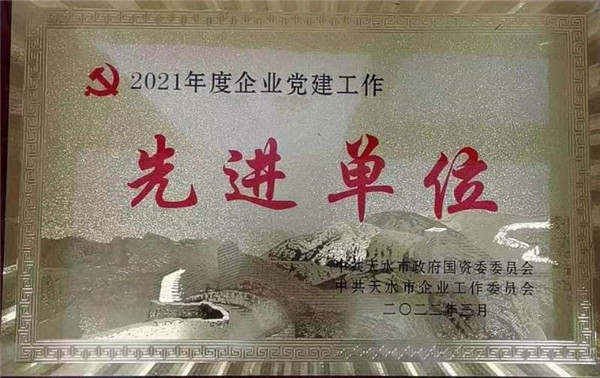 2021年度企业党建工作
先进单位
中共天水市政府国资委委员会
中共天水市企业工作委员会
二〇二二年二月